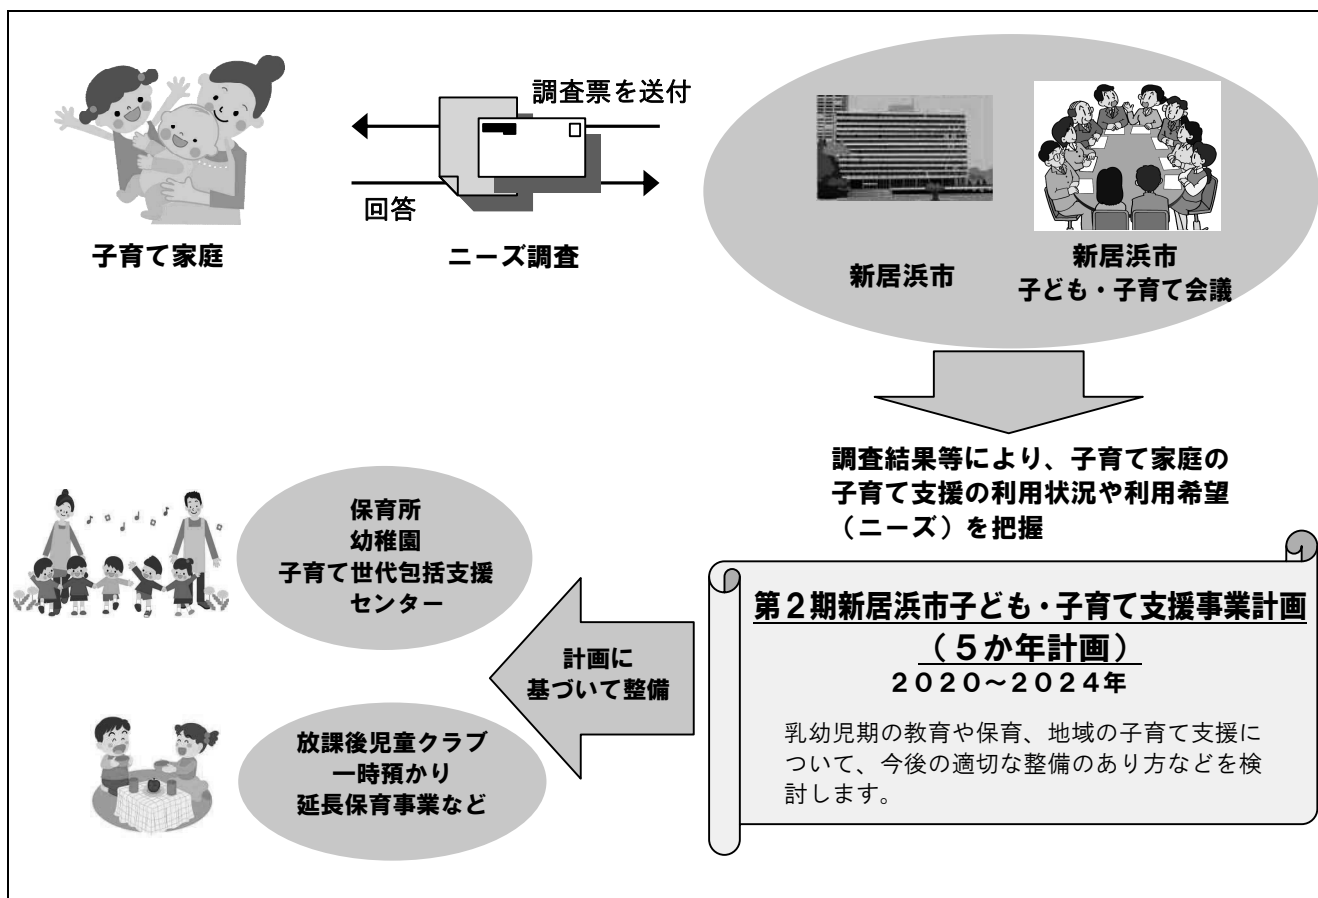 調査票を送付
回答
子育て家庭
ニーズ調査
新居浜市
新居浜市
子ども・子育て会議
調査結果等により、子育て家庭の
子育て支援の利用状況や利用希望
（ニーズ）を把握
第２期新居浜市子ども・子育て支援事業計画
（５か年計画）
２０２０～２０２４年
乳幼児期の教育や保育、地域の子育て支援に
ついて、今後の適切な整備のあり方などを検
討します。
計画に
基づいて整備
保育所
幼稚園
子育て世代包括支援
センター
放課後児童クラブ
一時預かり
延長保育事業など